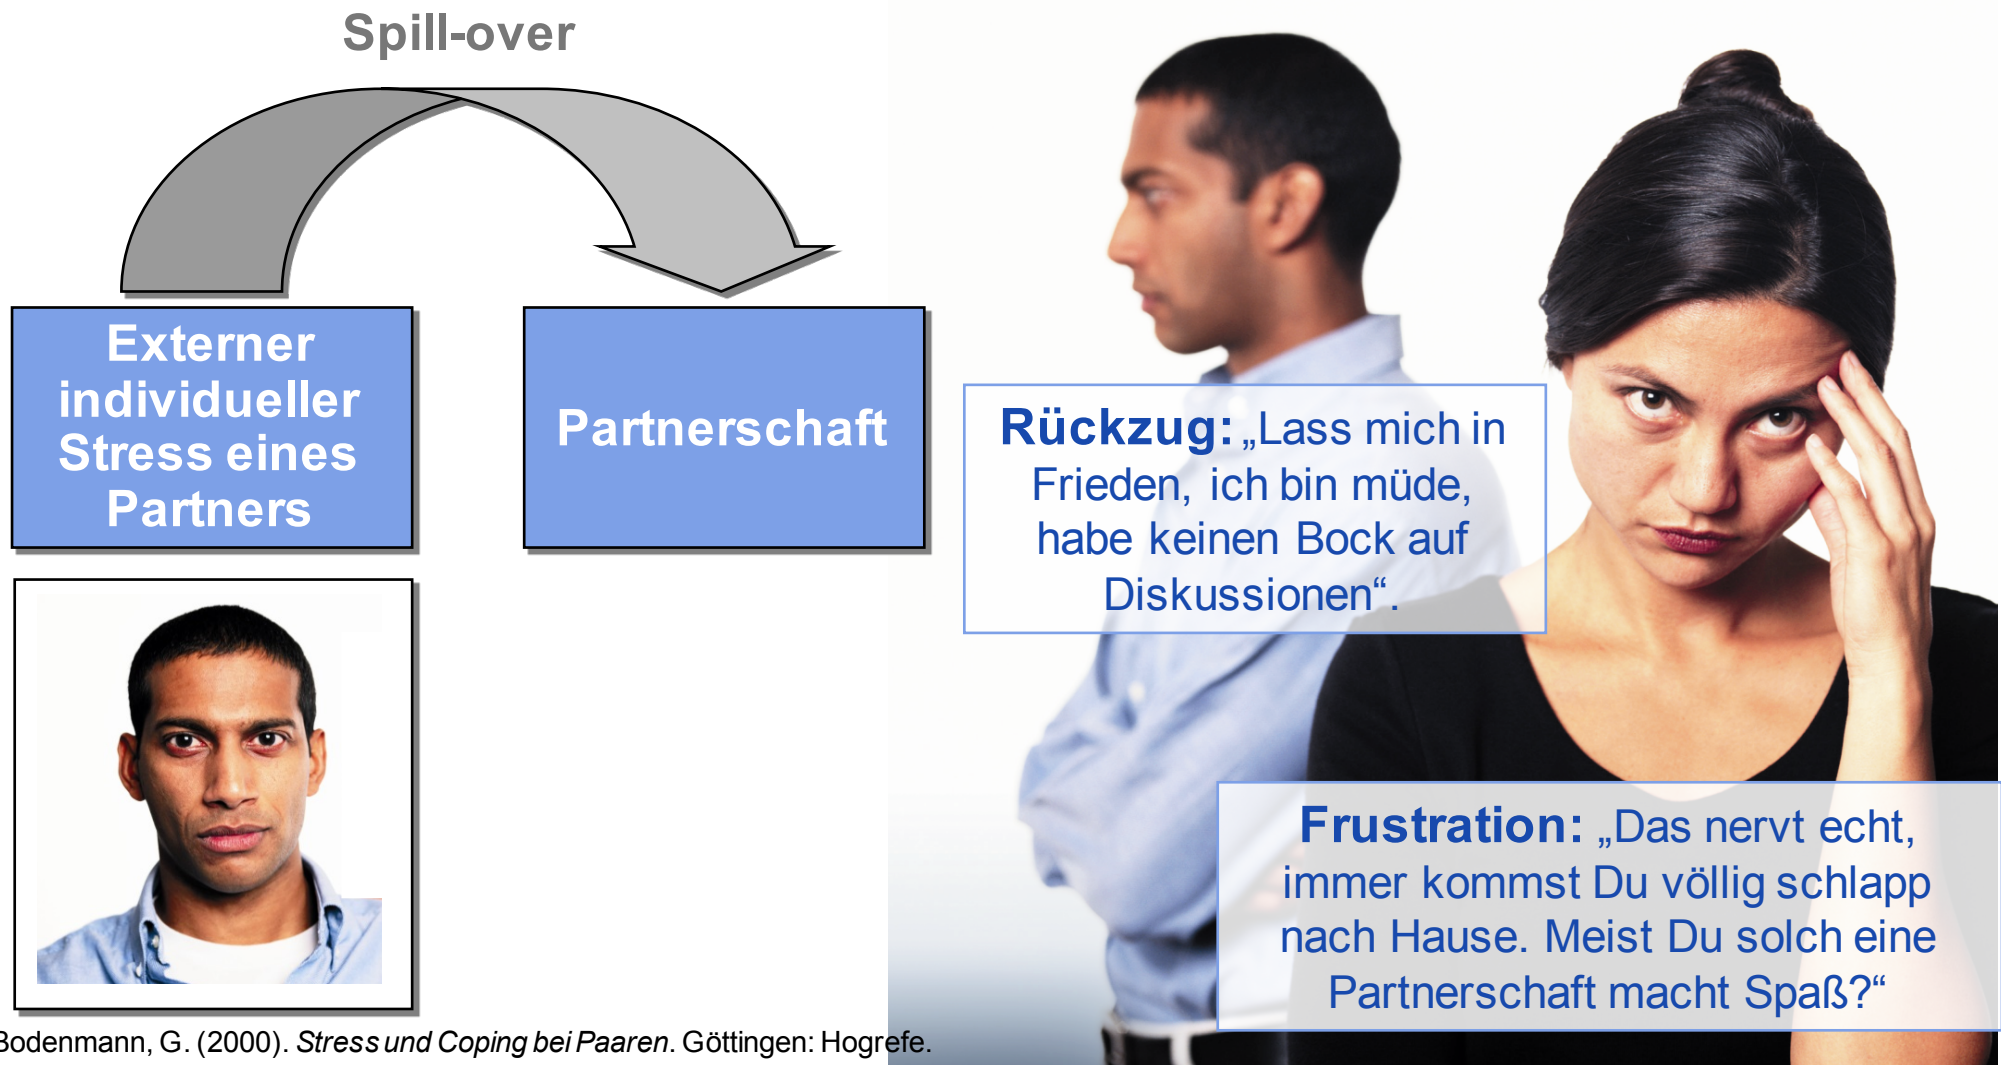 Spill-over
Externer
individueller
Stress eines
Partners
Partnerschaft
Rückzug: „Lass mich in
Frieden, ich bin müde,
habe keinen Bock auf
Diskussionen“.
Frustration: „Das nervt echt,
immer kommst Du völlig schlapp
nach Hause. Meist Du solch eine
Partnerschaft macht Spaß?“
Bodenmann, G. (2000). Stress und Coping bei Paaren. Göttingen: Hogrefe.